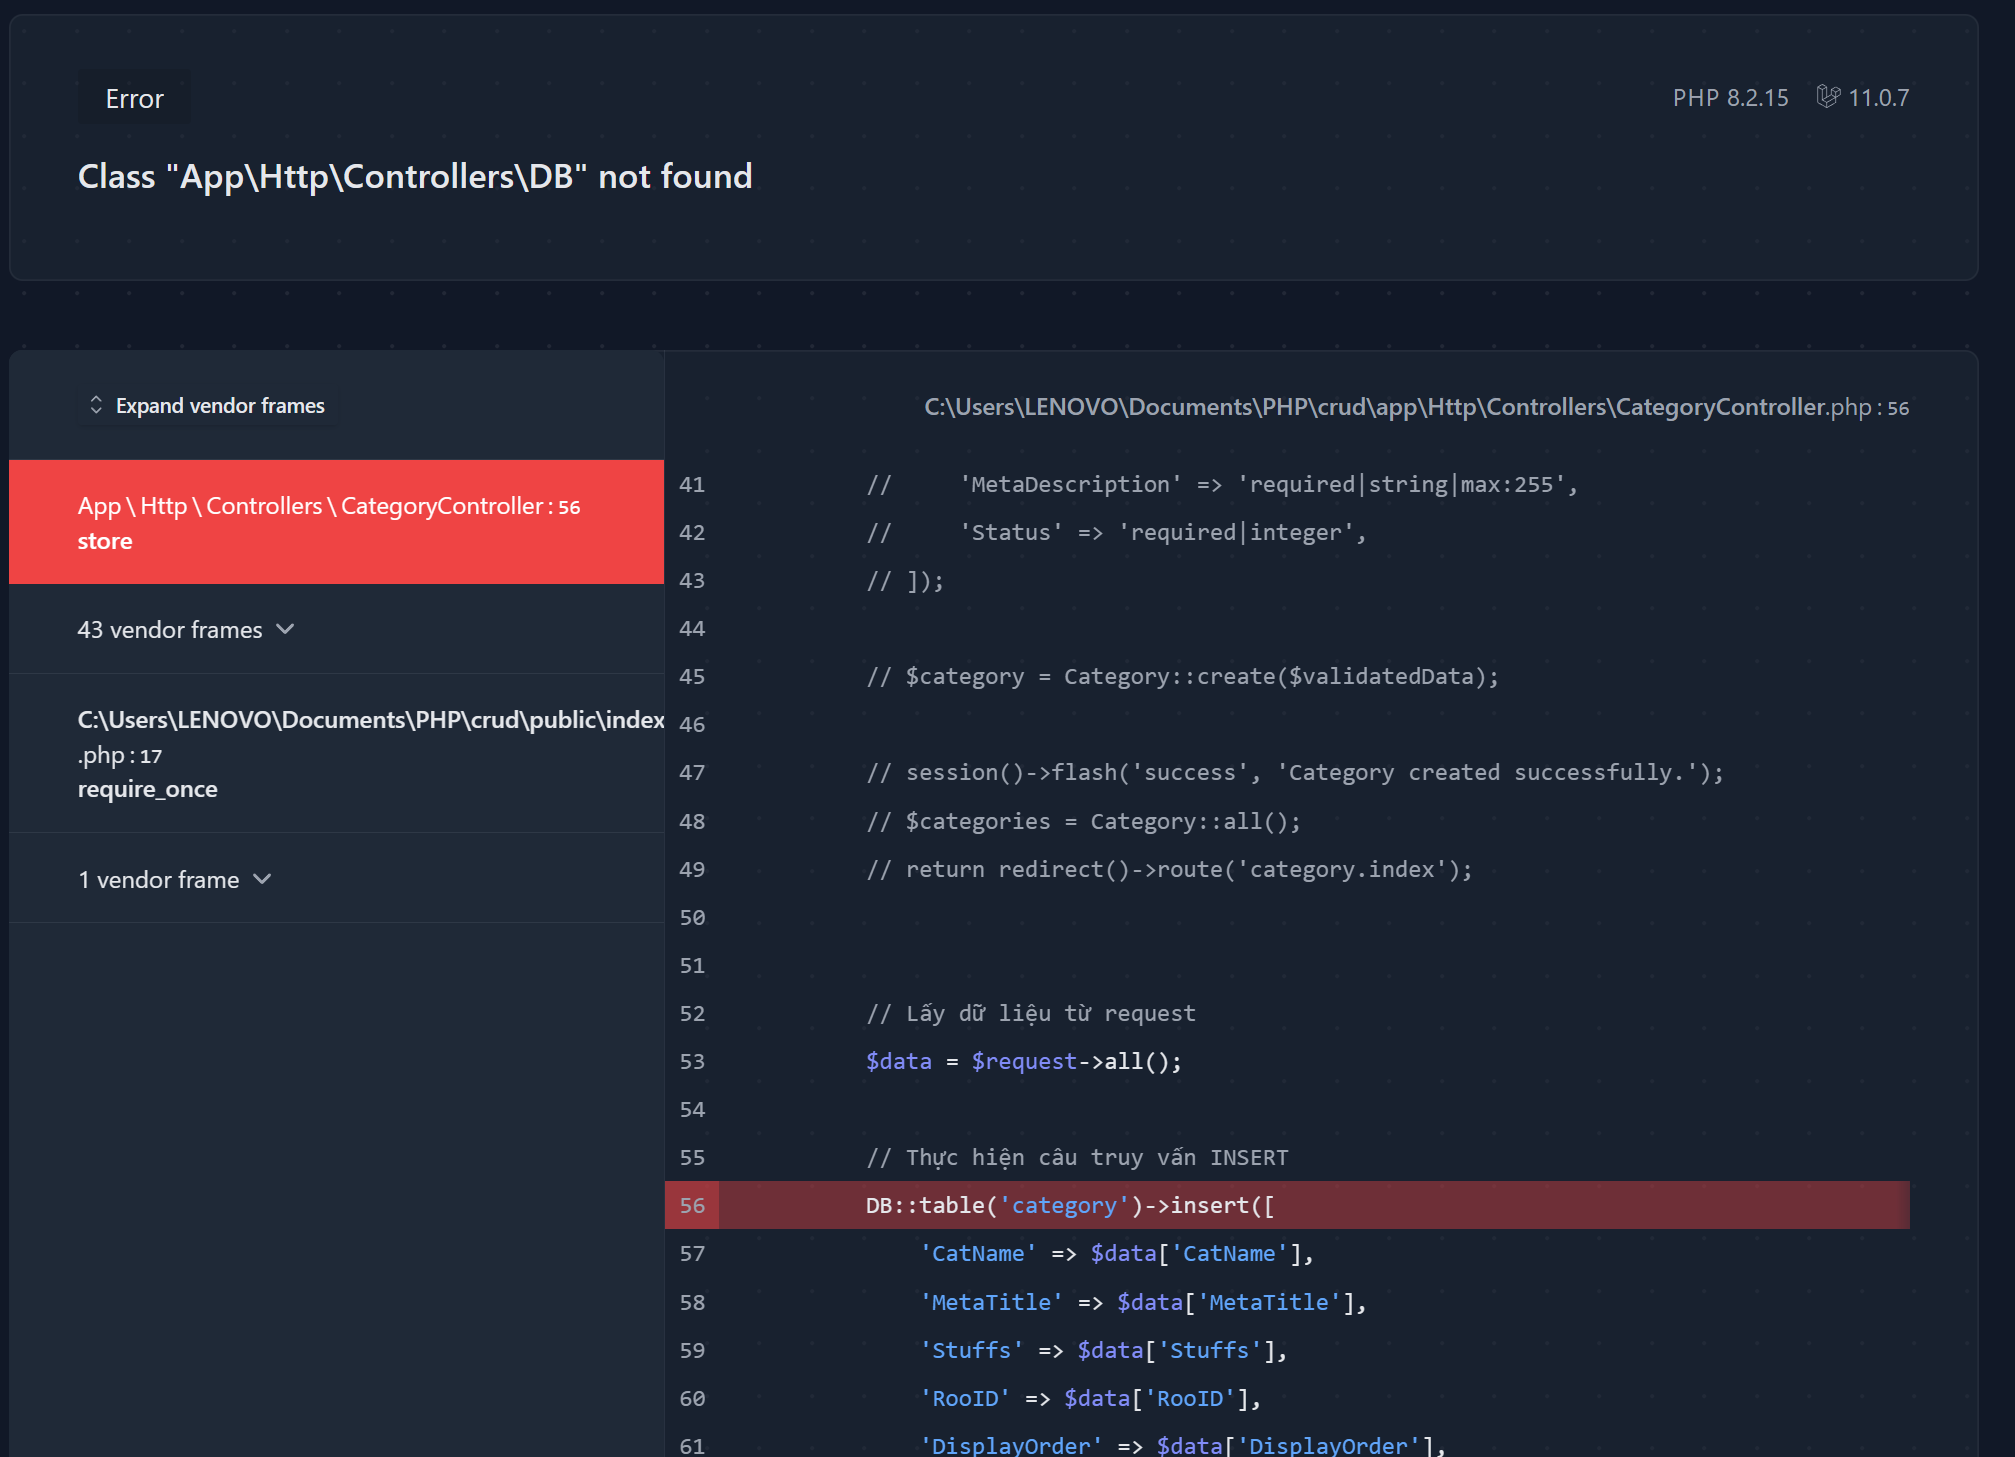 Error
PHP 8.2.15 11.0.7
Class "App\Http\Controllers\DB" not found
Expand vendor frames
App \ Http \ Controllers \ CategoryController : 56
store
43 vendor frames
C:\Users\LENOVO\Documents\PHP\crud\public\index
.php : 17
require_once
1 vendor frame
C:\Users\LENOVO\Documents\PHP\crud\app\Http\Controllers\CategoryController.php : 56
41 //     'MetaDescription' => 'required|string|max:255',
42 //     'Status' => 'required|integer',
43 // ]);
44
45 // $category = Category::create($validatedData);
46
47 // session()->flash('success', 'Category created successfully.');
48 // $categories = Category::all();
49 // return redirect()->route('category.index');
50
51
52 // Lấy dữ liệu từ request
53 $data = $request->all();
54
55 // Thực hiện câu truy vấn INSERT
56 DB::table('category')->insert([
57     'CatName' => $data['CatName'],
58     'MetaTitle' => $data['MetaTitle'],
59     'Stuffs' => $data['Stuffs'],
60     'RooID' => $data['RooID'],
61     'DisplayOrder' => $data['DisplayOrder'],